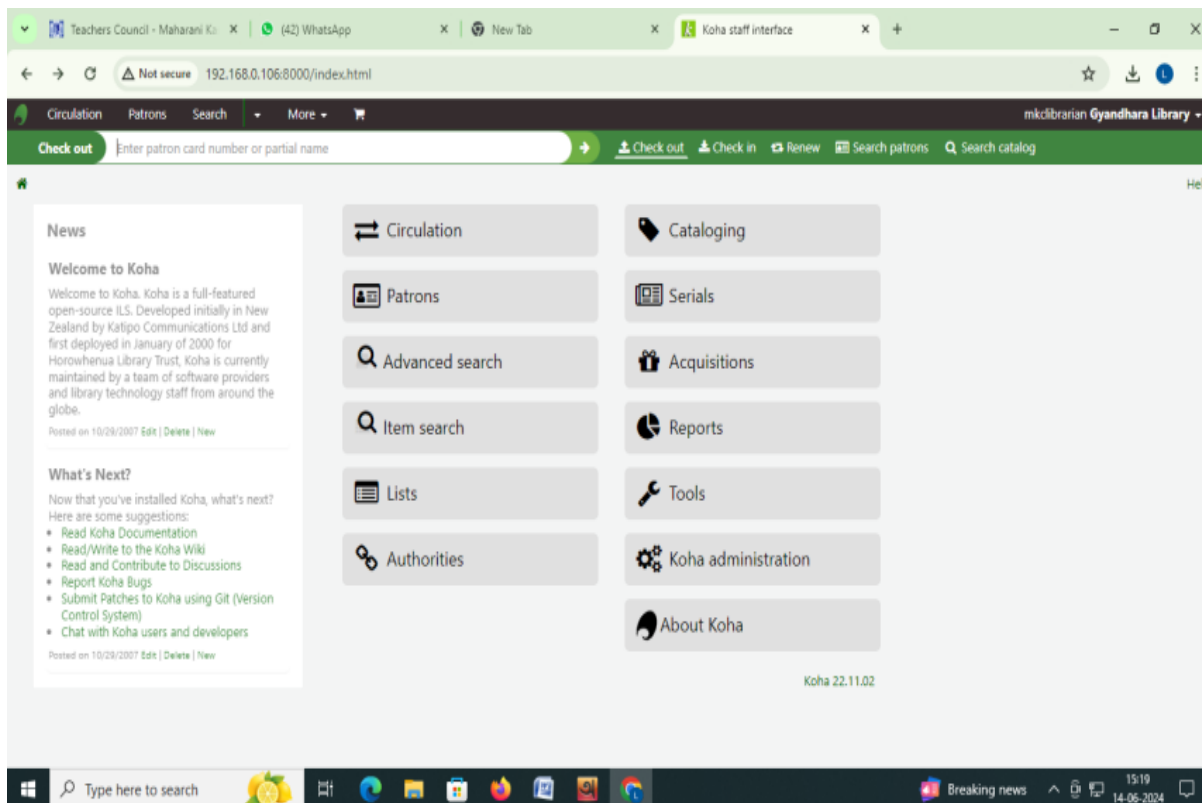 Teachers Council - Maharani Ka
(42) WhatsApp
New Tab
Koha staff interface
Not secure 192.168.0.106:8000/index.html
L
Circulation Patrons Search More
mkclibrarian Gyandhara Library
Check out Enter patron card number or partial name
Check out Check in Renew Search patrons Search catalog
Hel
News
Welcome to Koha
Welcome to Koha. Koha is a full-featured
open-source ILS. Developed initially in New
Zealand by Katipo Communications Ltd and
first deployed in January of 2000 for
Horowhenua Library Trust, Koha is currently
maintained by a team of software providers
and library technology staff from around the
globe.
Posted on 10/29/2007 Edit | Delete | New
What's Next?
Now that you've installed Koha, what's next?
Here are some suggestions:
Read Koha Documentation
Read/Write to the Koha Wiki
Read and Contribute to Discussions
Report Koha Bugs
Submit Patches to Koha using Git (Version
Control System)
Chat with Koha users and developers
Posted on 10/29/2007 Edit | Delete | New
Circulation
Patrons
Advanced search
Item search
Lists
Authorities
Cataloging
Serials
Acquisitions
Reports
Tools
Koha administration
About Koha
Koha 22.11.02
Type here to search
Breaking news
15:19
14-06-2024